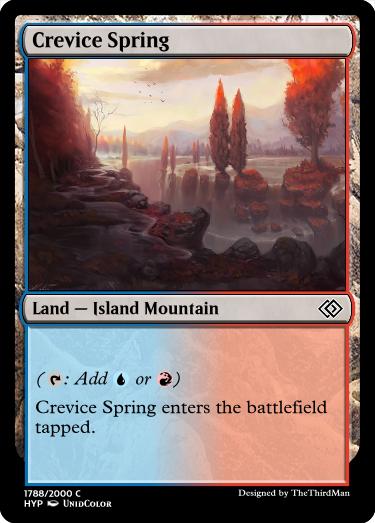 Crevice Spring
Land — Island Mountain
( : Add or )
Crevice Spring enters the battlefield
tapped.
1788/2000 C
Designed by TheThirdMan
HYP UnidColor